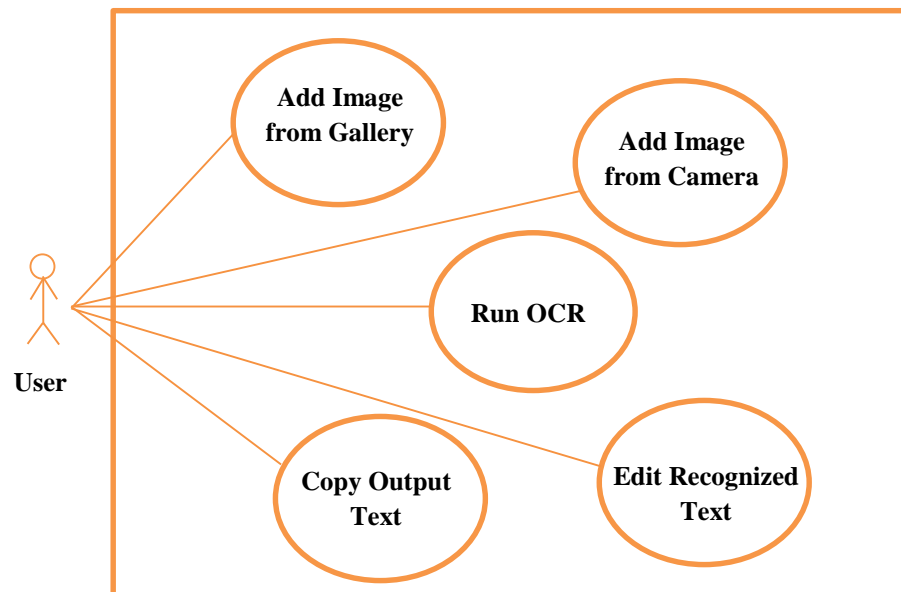 Add Image
from Gallery
Add Image
from Camera
Run OCR
User
Copy Output
Text
Edit Recognized
Text